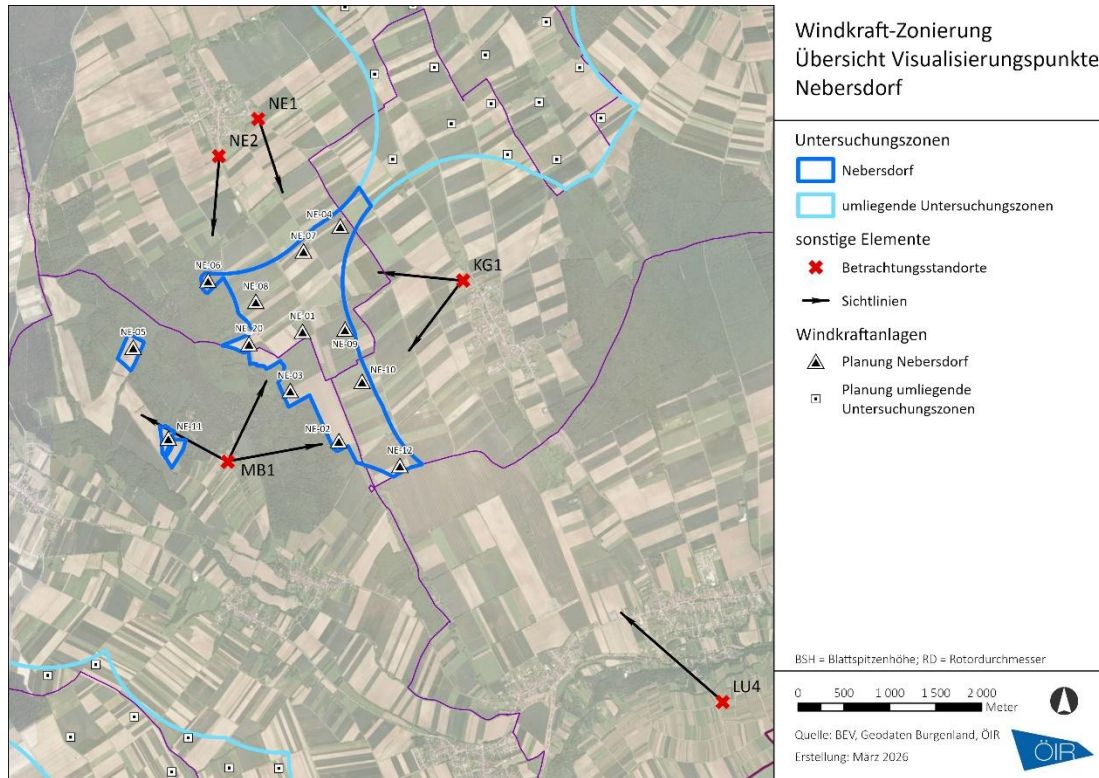 Windkraft-Zonierung
Übersicht Visualisierungspunkte
Nebersdorf
Untersuchungszonen
Nebersdorf
umliegende Untersuchungszonen
sonstige Elemente
Betrachtungsstandorte
Sichtlinien
Windkraftanlagen
Planung Nebersdorf
Planung umliegende
Untersuchungszonen
BSH = Blattspitzenhöhe; RD = Rotordurchmesser
0 500 1 000 1 500 2 000
Meter
Quelle: BEV, Geodaten Burgenland, ÖIR
Erstellung: März 2026
ÖIR
NE1
NE2
NE-04
NE-07
KG1
NE-06
NE-08
NE-01
NE-20
NE-09
NE-05
NE-10
NE-03
NE-11
NE-02
MB1
NE-12
LU4